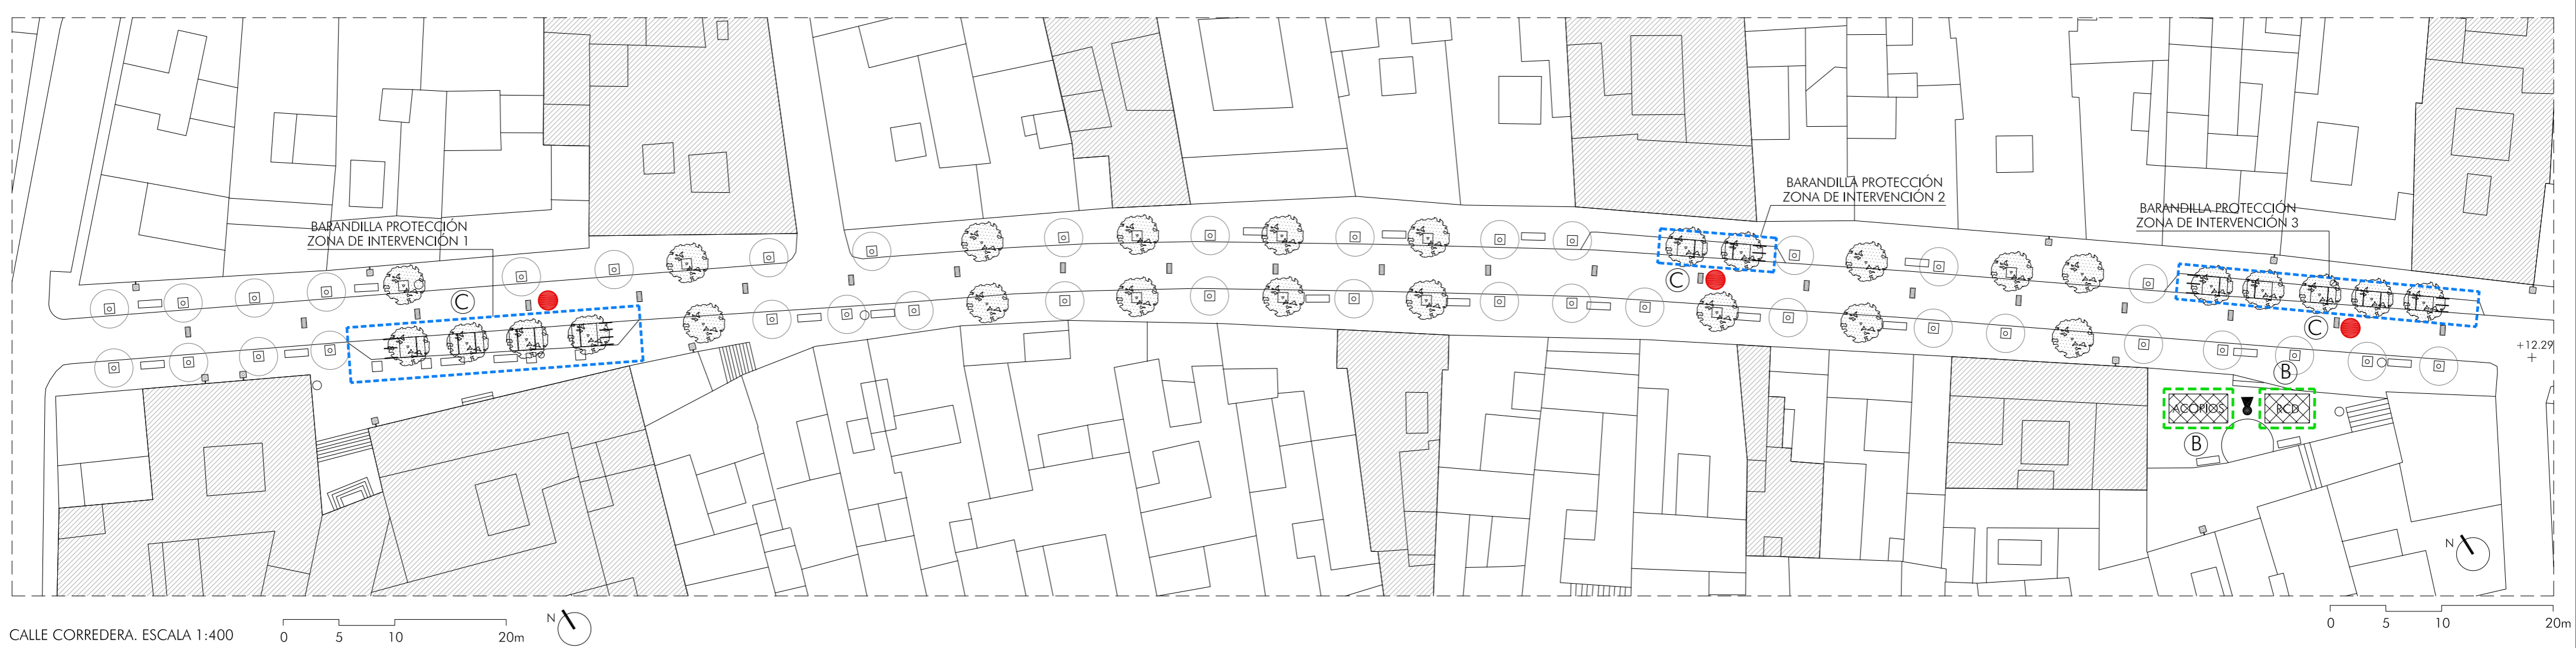 BARANDILLA PROTECCIÓN
ZONA DE INTERVENCIÓN 1
BARANDILLA PROTECCIÓN
ZONA DE INTERVENCIÓN 2
BARANDILLA PROTECCIÓN
ZONA DE INTERVENCIÓN 3
C
C
C
+12.29
B
ACOPIOS
RCD
B
N
CALLE CORREDERA. ESCALA 1:400
0 5 10 20m
N
0 5 10 20m